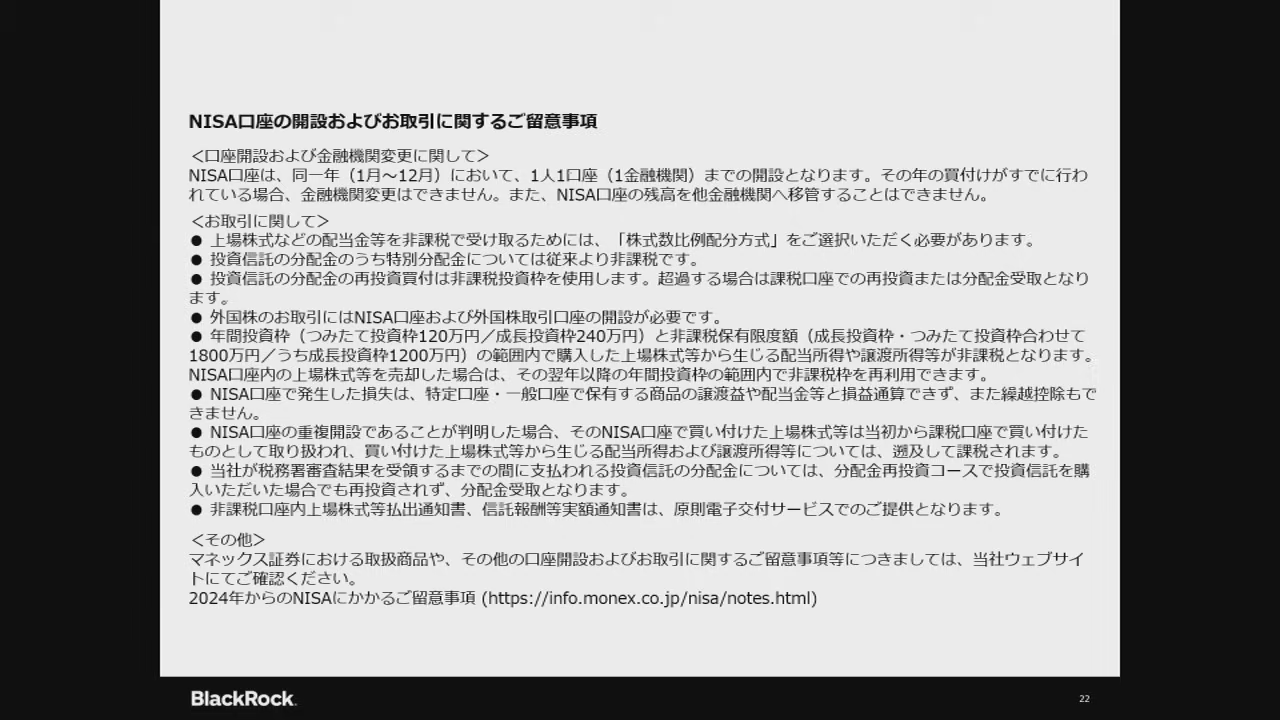 NISA口座の開設およびお取引に関するご留意事項
＜口座開設および金融機関変更に関して＞
NISA口座は、同一年（1月～12月）において、1人1口座（1金融機関）までの開設となります。その年の買付けがすでに行わ
れている場合、金融機関変更はできません。また、NISA口座の残高を他金融機関へ移管することはできません。
＜お取引に関して＞
● 上場株式などの配当金等を非課税で受け取るためには、「株式数比例配分方式」をご選択いただく必要があります。
● 投資信託の分配金のうち特別分配金については従来より非課税です。
● 投資信託の分配金の再投資買付は非課税投資枠を使用します。超過する場合は課税口座での再投資または分配金受取となり
ます。
● 外国株のお取引にはNISA口座および外国株取引口座の開設が必要です。
● 年間投資枠（つみたて投資枠120万円／成長投資枠240万円）と非課税保有限度額（成長投資枠・つみたて投資枠合わせて
1800万円／うち成長投資枠1200万円）の範囲内で購入した上場株式等から生じる配当所得や譲渡所得等が非課税となります。
NISA口座内の上場株式等を売却した場合は、その翌年以降の年間投資枠の範囲内で非課税枠を再利用できます。
● NISA口座で発生した損失は、特定口座・一般口座で保有する商品の譲渡益や配当金等と損益通算できず、また繰越控除もで
きません。
● NISA口座の重複開設であることが判明した場合、そのNISA口座で買い付けた上場株式等は当初から課税口座で買い付けた
ものとして取り扱われ、買い付けた上場株式等から生じる配当所得および譲渡所得等については、遡及して課税されます。
● 当社が税務署審査結果を受領するまでの間に支払われる投資信託の分配金については、分配金再投資コースで投資信託を購
入いただいた場合でも再投資されず、分配金受取となります。
● 非課税口座内上場株式等払出通知書、信託報酬等実額通知書は、原則電子交付サービスでのご提供となります。
＜その他＞
マネックス証券における取扱商品や、その他の口座開設およびお取引に関するご留意事項等につきましては、当社ウェブサイ
トにてご確認ください。
2024年からのNISAにかかるご留意事項 (https://info.monex.co.jp/nisa/notes.html)
BlackRock.
22